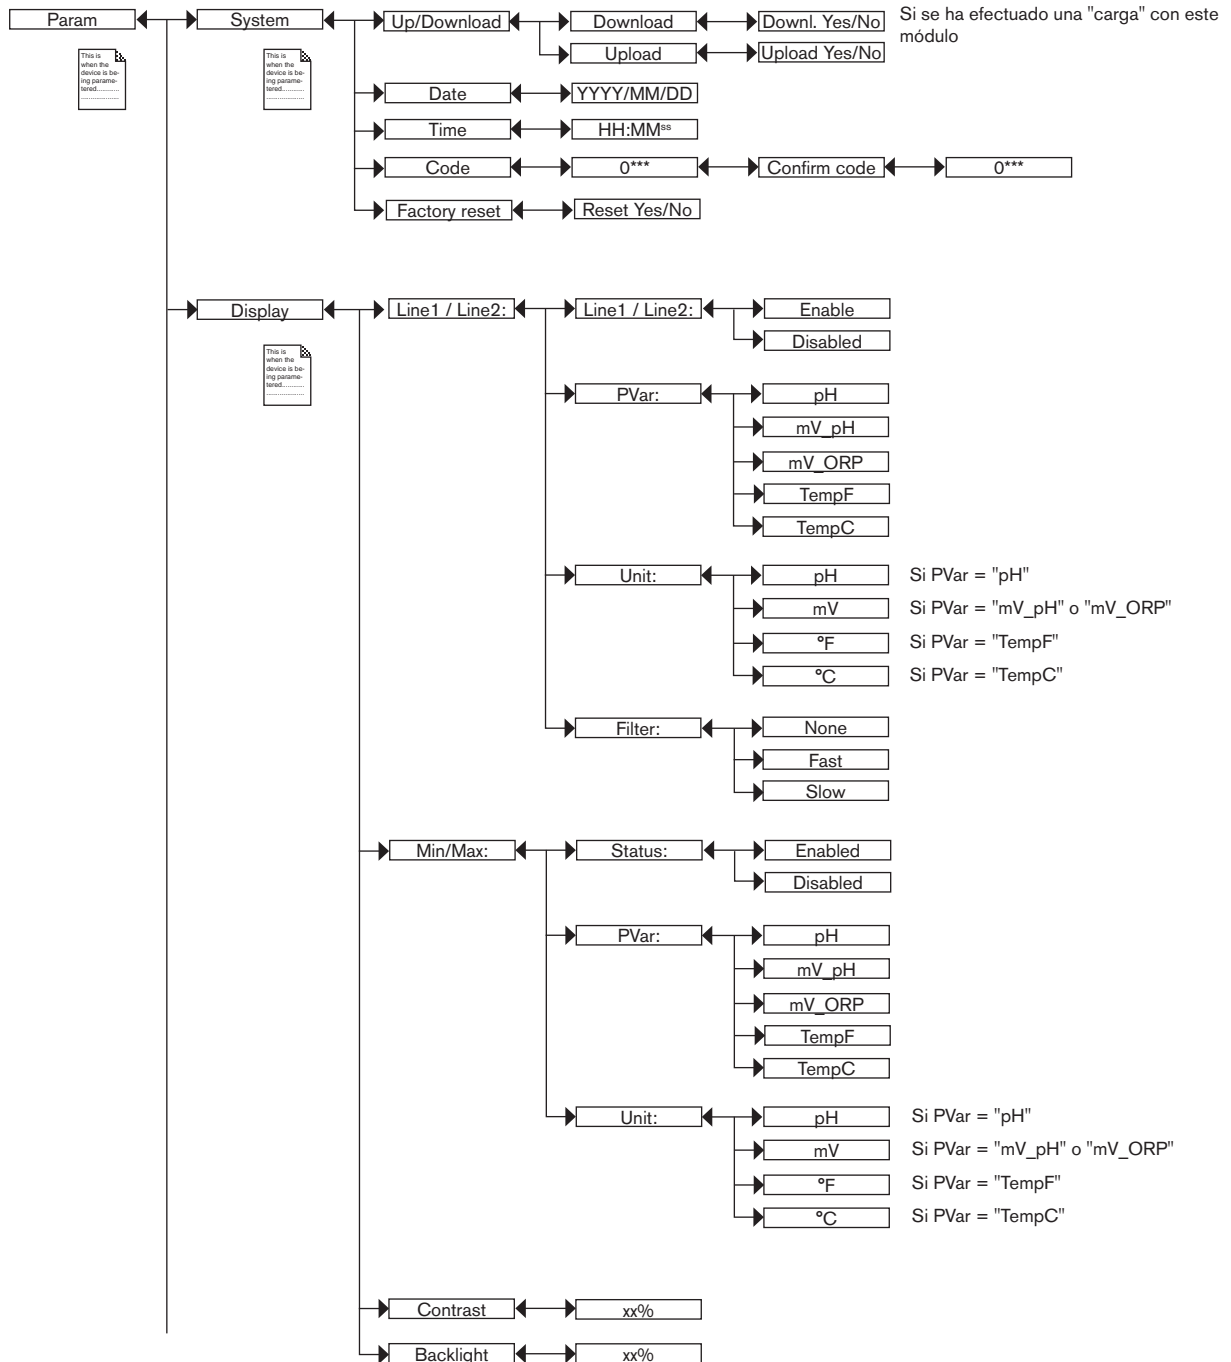 Param
System
Up/Download
Download
Downl. Yes/No
Si se ha efectuado una "carga" con este
módulo
Upload
Upload Yes/No
This is
when the
device is be-
ing parame-
tered...........
...................
This is
when the
device is be-
ing parame-
tered...........
...................
Date
YYYY/MM/DD
Time
HH:MMss
Code
0***
Confirm code
0***
Factory reset
Reset Yes/No
Display
Line1 / Line2:
Line1 / Line2:
Enable
Disabled
This is
when the
device is be-
ing parame-
tered...........
...................
PVar:
pH
mV_pH
mV_ORP
TempF
TempC
Unit:
pH
Si PVar = "pH"
mV
Si PVar = "mV_pH" o "mV_ORP"
°F
Si PVar = "TempF"
°C
Si PVar = "TempC"
Filter:
None
Fast
Slow
Min/Max:
Status:
Enabled
Disabled
PVar:
pH
mV_pH
mV_ORP
TempF
TempC
Unit:
pH
Si PVar = "pH"
mV
Si PVar = "mV_pH" o "mV_ORP"
°F
Si PVar = "TempF"
°C
Si PVar = "TempC"
Contrast
xx%
Backlight
xx%